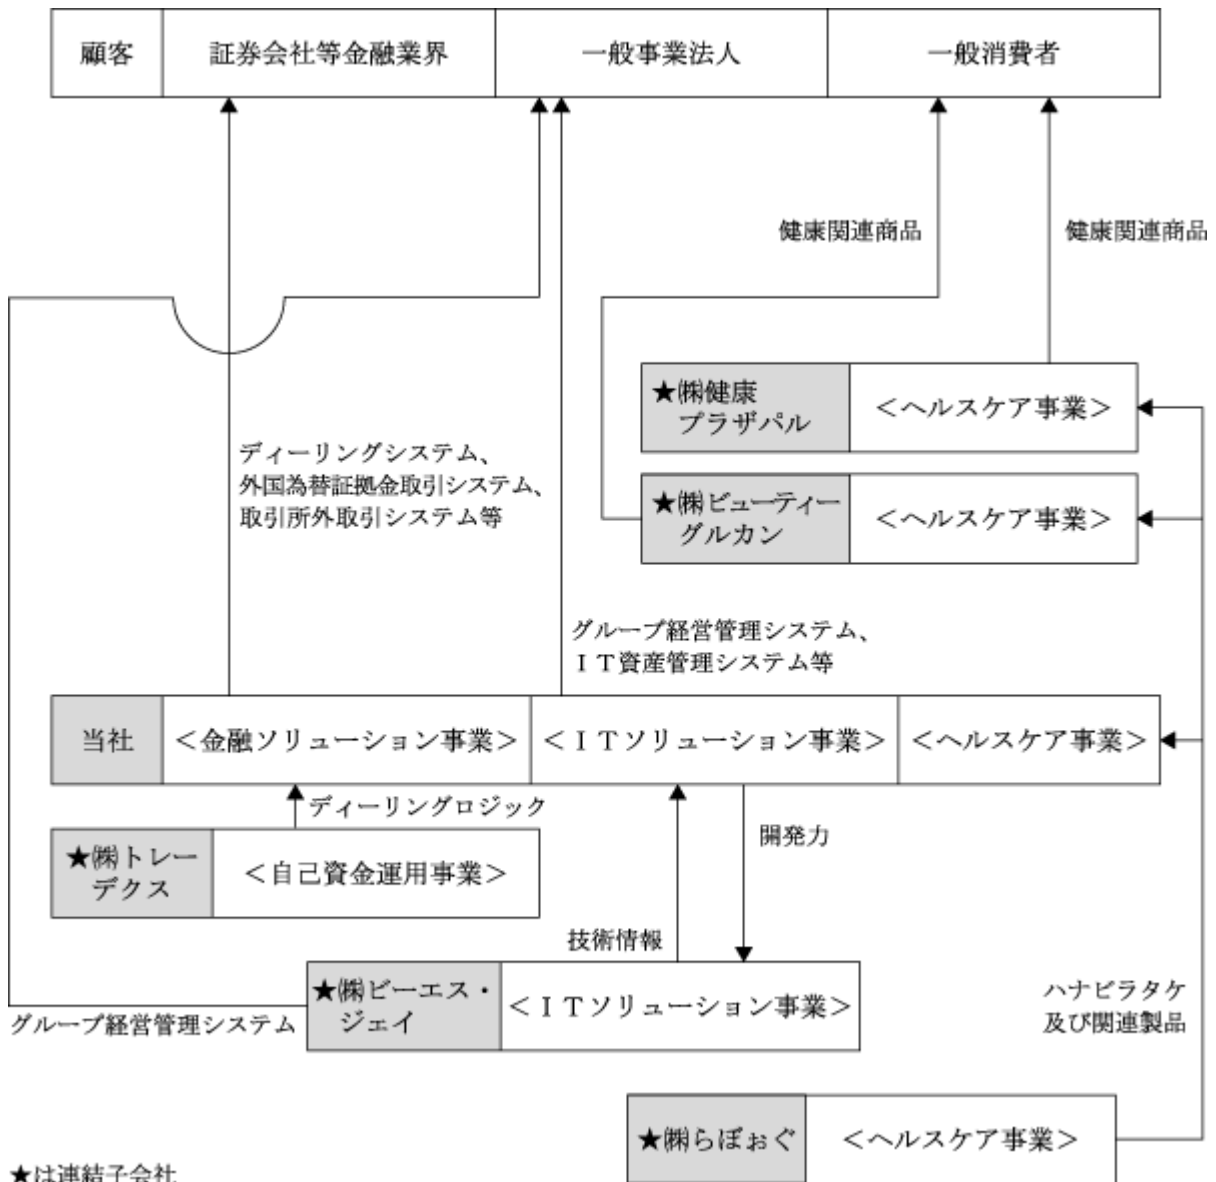 顧客 証券会社等金融業界 一般事業法人 一般消費者
健康関連商品 健康関連商品
★㈱健康
プラザパル
<ヘルスケア事業>
ディーリングシステム、
外国為替証拠金取引システム、
取引所外取引システム等
★㈱ビューティー
グルカン
<ヘルスケア事業>
グループ経営管理システム、
ＩＴ資産管理システム等
当社 <金融ソリューション事業> <ＩＴソリューション事業> <ヘルスケア事業>
ディーリングロジック
開発力
★㈱トレー
デクス
<自己資金運用事業>
技術情報
★㈱ビーエス・
ジェイ
<ＩＴソリューション事業>
グループ経営管理システム
ハナビラタケ
及び関連製品
★㈱らぼぉぐ <ヘルスケア事業>
★は連結子会社